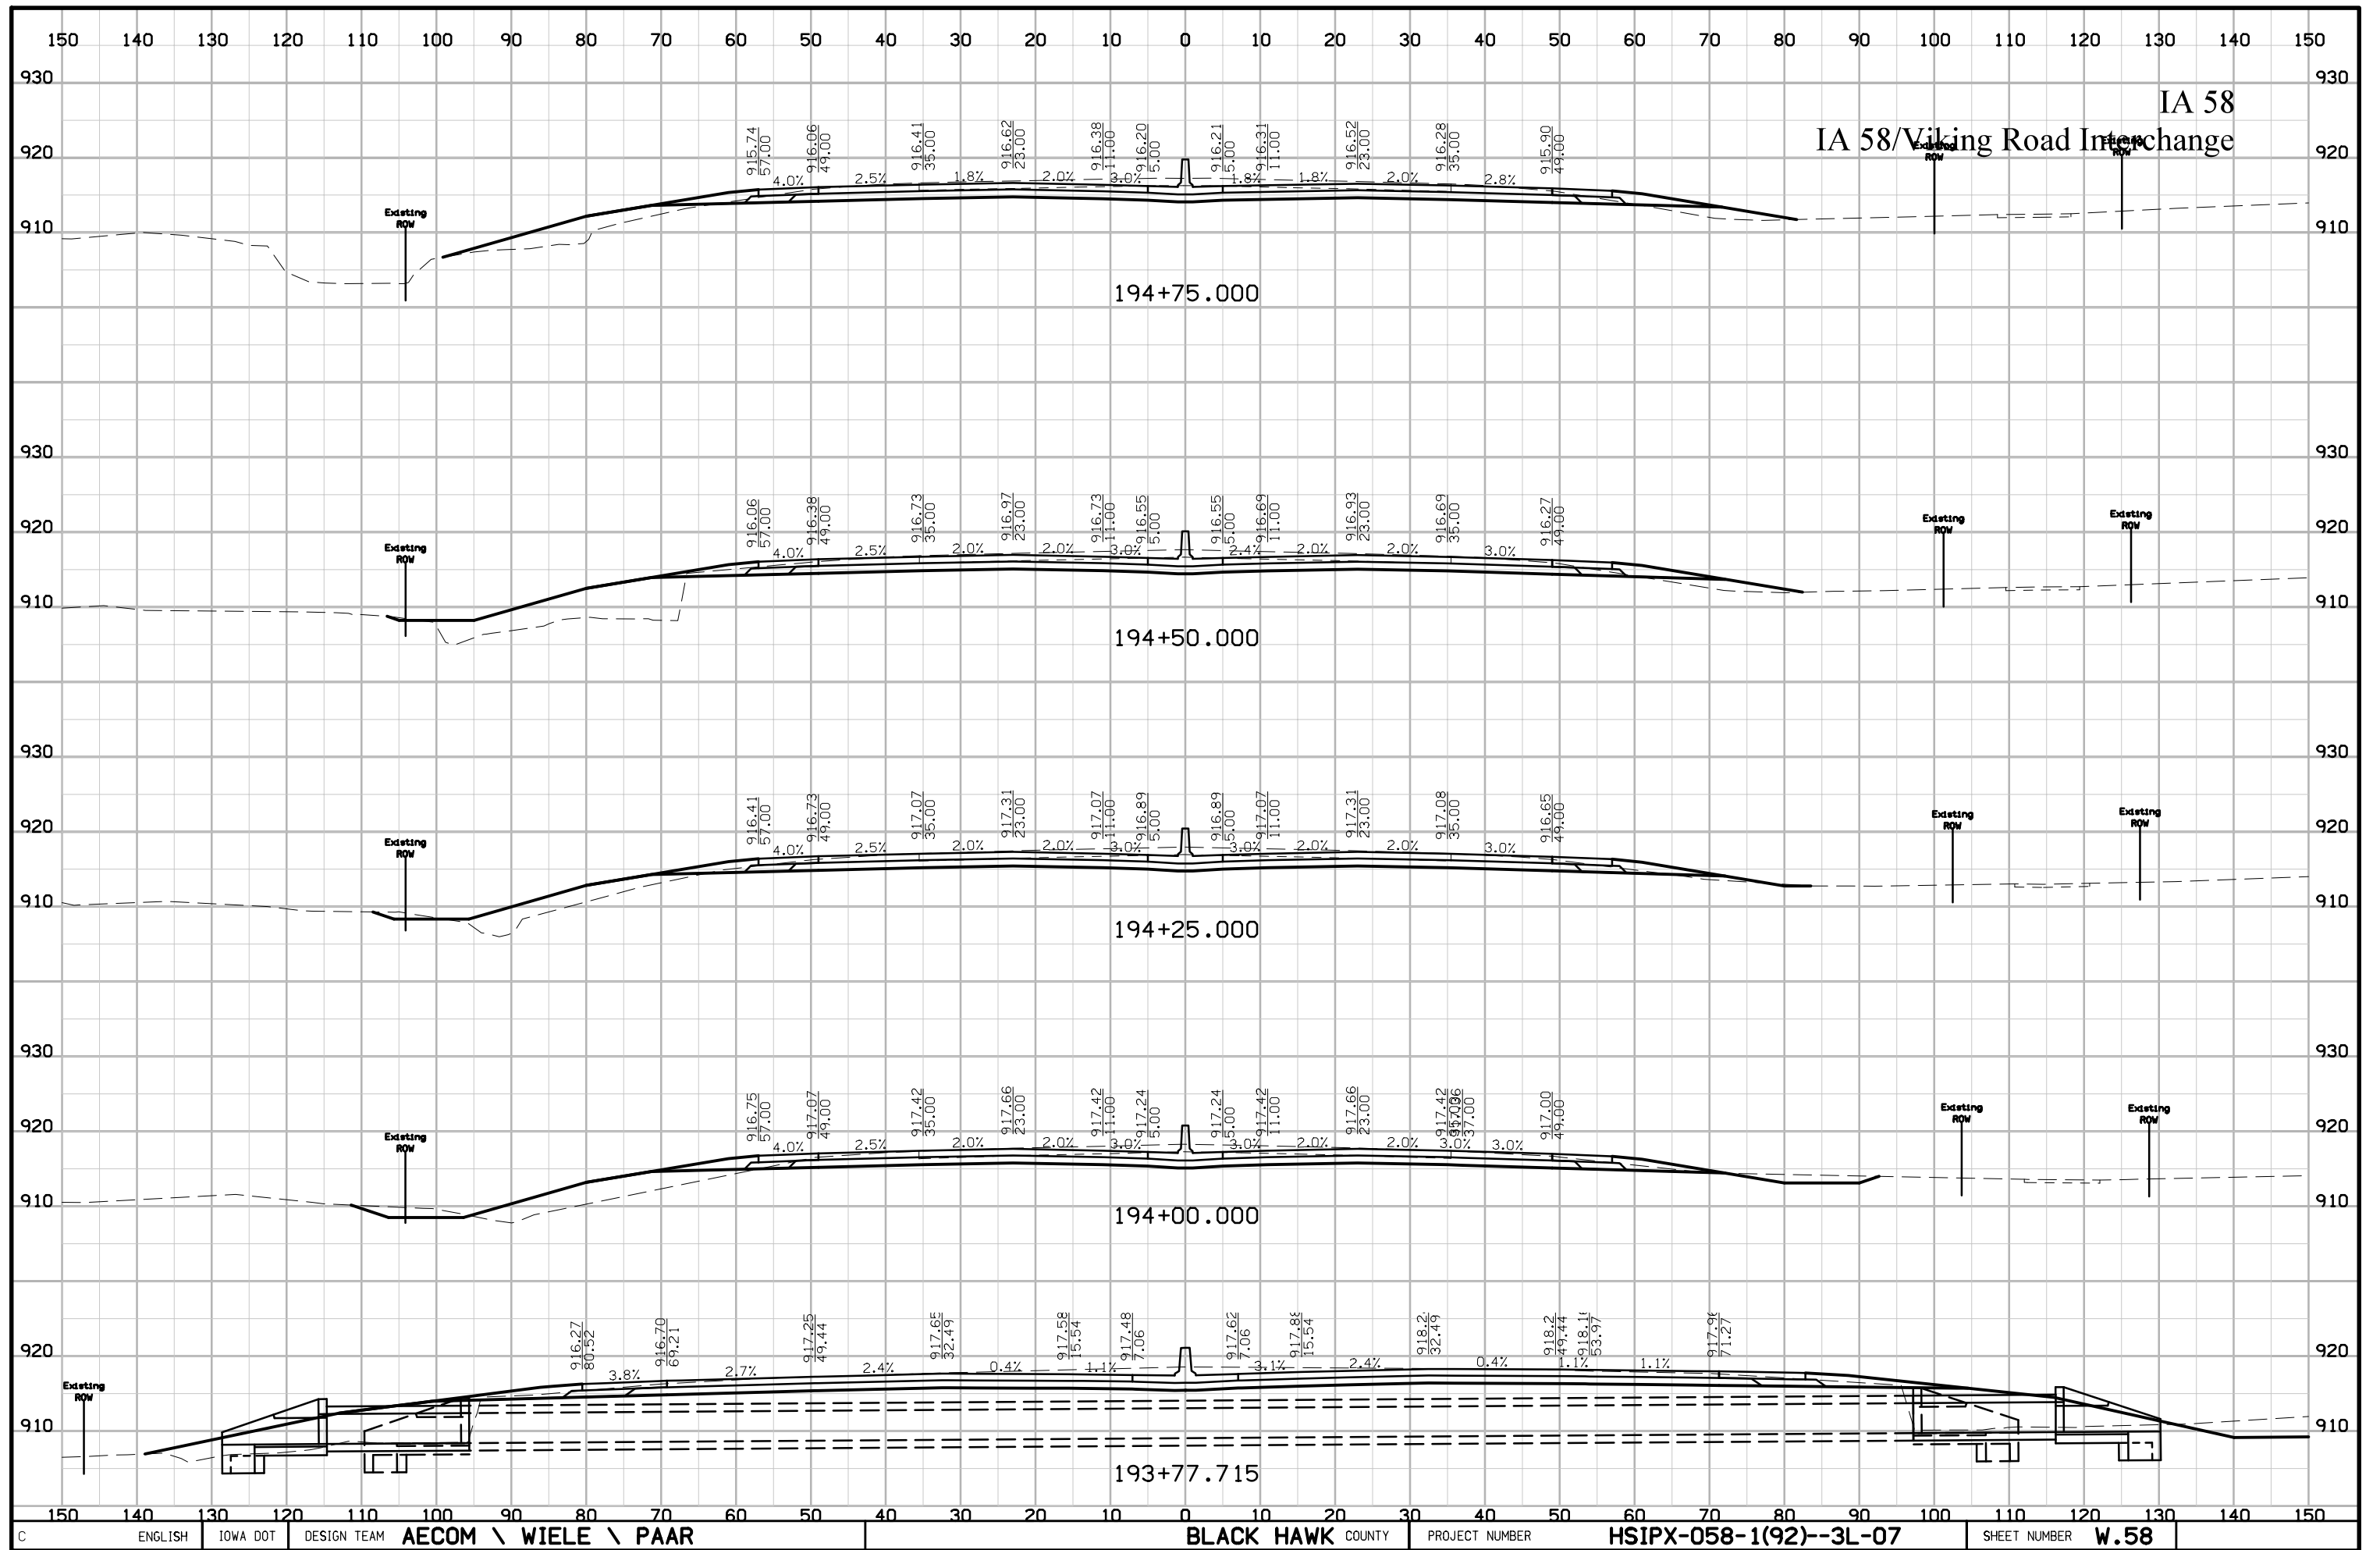 150 140 130 120 110 100 90 80 70 60 50 40 30 20 10 0 10 20 30 40 50 60 70 80 90 100 110 120 130 140 150
930 930
IA 58
IA 58/Viking Road Interchange
920 920
915.74 916.06 916.41 916.62 916.38 916.20 916.21 916.31 916.52 916.28 915.90
57.00 49.00 35.00 23.00 11.00 5.00 5.00 11.00 23.00 35.00 49.00
Existing Existing
ROW ROW
4.0% 2.5% 1.8% 2.0% 3.0% 1.8% 1.8% 2.0% 2.8%
Existing
ROW
910 910
194+75.000
930 930
916.06 916.38 916.73 916.97 916.73 916.55 916.55 916.69 916.93 916.69 916.27
57.00 49.00 35.00 23.00 11.00 5.00 5.00 11.00 23.00 35.00 49.00
920 920
Existing Existing Existing
ROW ROW ROW
4.0% 2.5% 2.0% 2.0% 3.0% 2.4% 2.0% 2.0% 3.0%
910 910
194+50.000
930 930
916.41 916.73 917.07 917.31 917.07 916.89 916.89 917.07 917.31 917.08 916.65
57.00 49.00 35.00 23.00 11.00 5.00 5.00 11.00 23.00 35.00 49.00
920 920
Existing Existing Existing
ROW ROW ROW
4.0% 2.5% 2.0% 2.0% 3.0% 3.0% 2.0% 2.0% 3.0%
910 910
194+25.000
930 930
916.75 917.07 917.42 917.66 917.42 917.24 917.24 917.42 917.66 917.42 917.00
57.00 49.00 35.00 23.00 11.00 5.00 5.00 11.00 23.00 37.00 49.00
920 920
Existing Existing Existing
ROW ROW ROW
4.0% 2.5% 2.0% 2.0% 3.0% 3.0% 2.0% 2.0% 3.0% 3.0%
910 910
194+00.000
916.27 916.70 917.25 917.65 917.58 917.48 917.62
80.52 69.21 49.44 32.49 15.54 7.06 7.06 15.54 32.49 49.44 53.97 71.27
920 920
3.8% 2.7% 2.4% 0.4% 1.1% 3.1% 2.4% 0.4% 1.1% 1.1%
Existing
ROW
910 910
193+77.715
150 140 130 120 110 100 90 80 70 60 50 40 30 20 10 0 10 20 30 40 50 60 70 80 90 100 110 120 130 140 150
C ENGLISH IOWA DOT DESIGN TEAM AECOM \ WIELE \ PAAR BLACK HAWK COUNTY PROJECT NUMBER HSIPX-058-1(92)--3L-07 SHEET NUMBER W.58